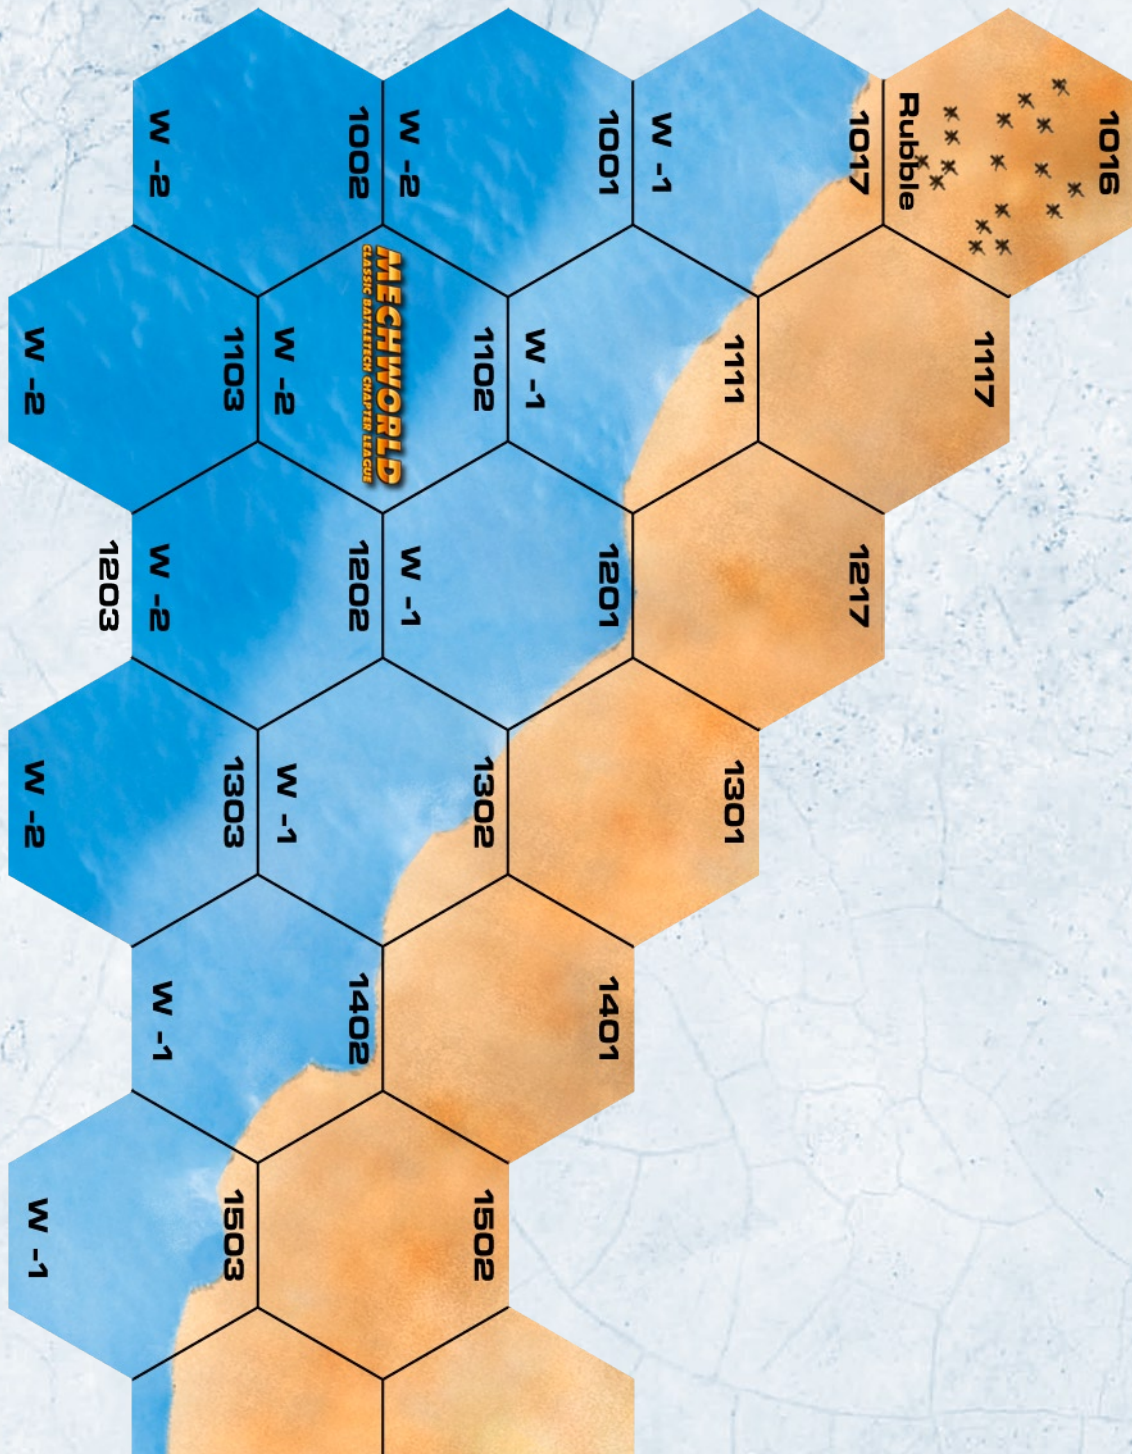 1016
Rubble
1017
W -1
1001
W -2
1002
W -2
1117
1111
W -1
1102
MECHWORLD
CLASSIC BATTLETECH CHAPTER LEAGUE
W -2
1103
W -2
1217
1201
W -1
1202
W -2
1203
1301
1302
W -1
1303
W -2
1401
1402
W -1
1502
1503
W -1